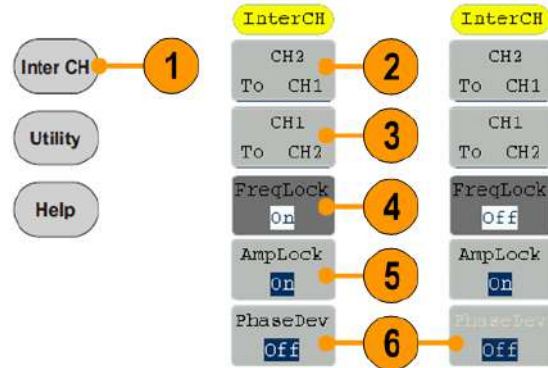 Inter CH
1
Utility
Help
InterCH
CH2
To CH1
2
CH1
To CH2
3
FreqLock
On
4
AmpLock
On
5
PhaseDev
Off
6
InterCH
CH2
To CH1
CH1
To CH2
FreqLock
Off
AmpLock
On
PhaseDev
Off